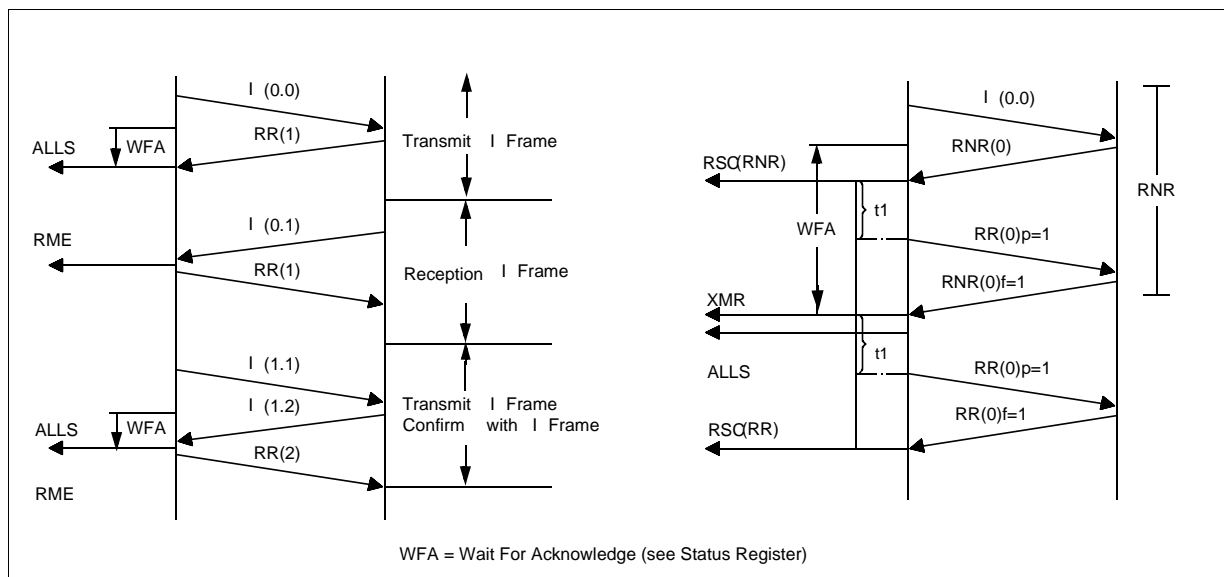 I (0.0)
RR(1)
WFA
ALLS
Transmit I Frame
I (0.1)
RME
RR(1)
Reception I Frame
I (1.1)
I (1.2)
Transmit I Frame
Confirm with I Frame
WFA
ALLS
RR(2)
RME
I (0.0)
RNR(0)
RSC(RNR)
RNR
t1
WFA
RR(0)p=1
RNR(0)f=1
XMR
t1
ALLS
RR(0)p=1
RR(0)f=1
RSC(RR)
WFA = Wait For Acknowledge (see Status Register)